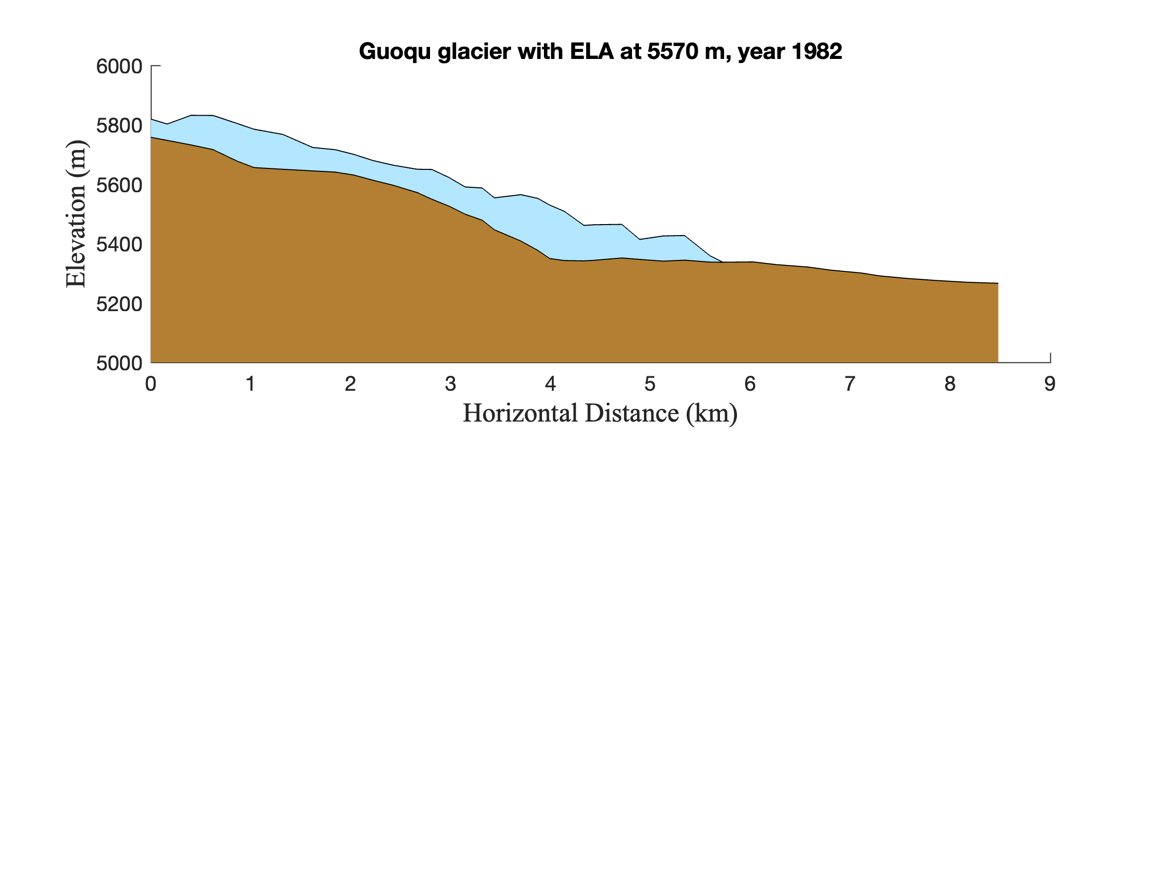 Guoqu glacier with ELA at 5570 m, year 1982
6000
5800
5600
5400
5200
5000
Elevation (m)
0 1 2 3 4 5 6 7 8 9
Horizontal Distance (km)